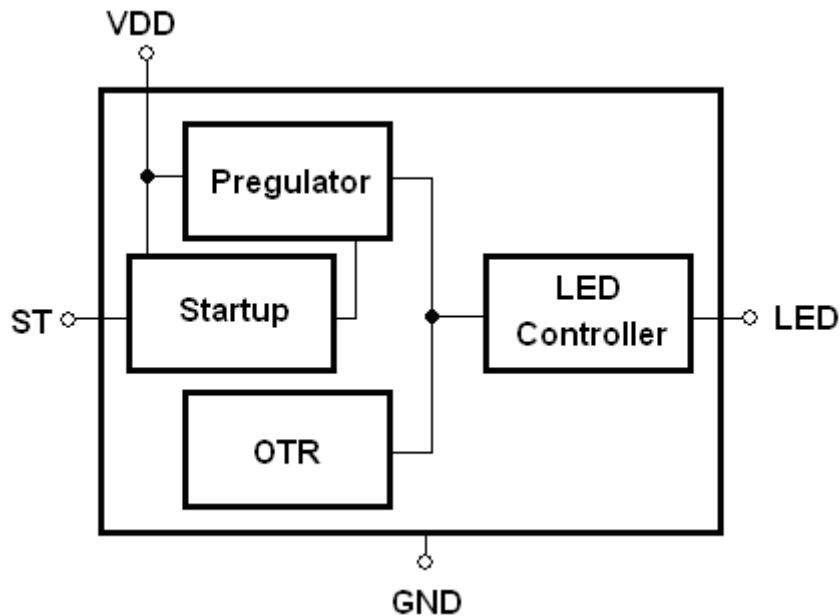 VDD
Pregulator
ST
Startup
LED
Controller
LED
OTR
GND